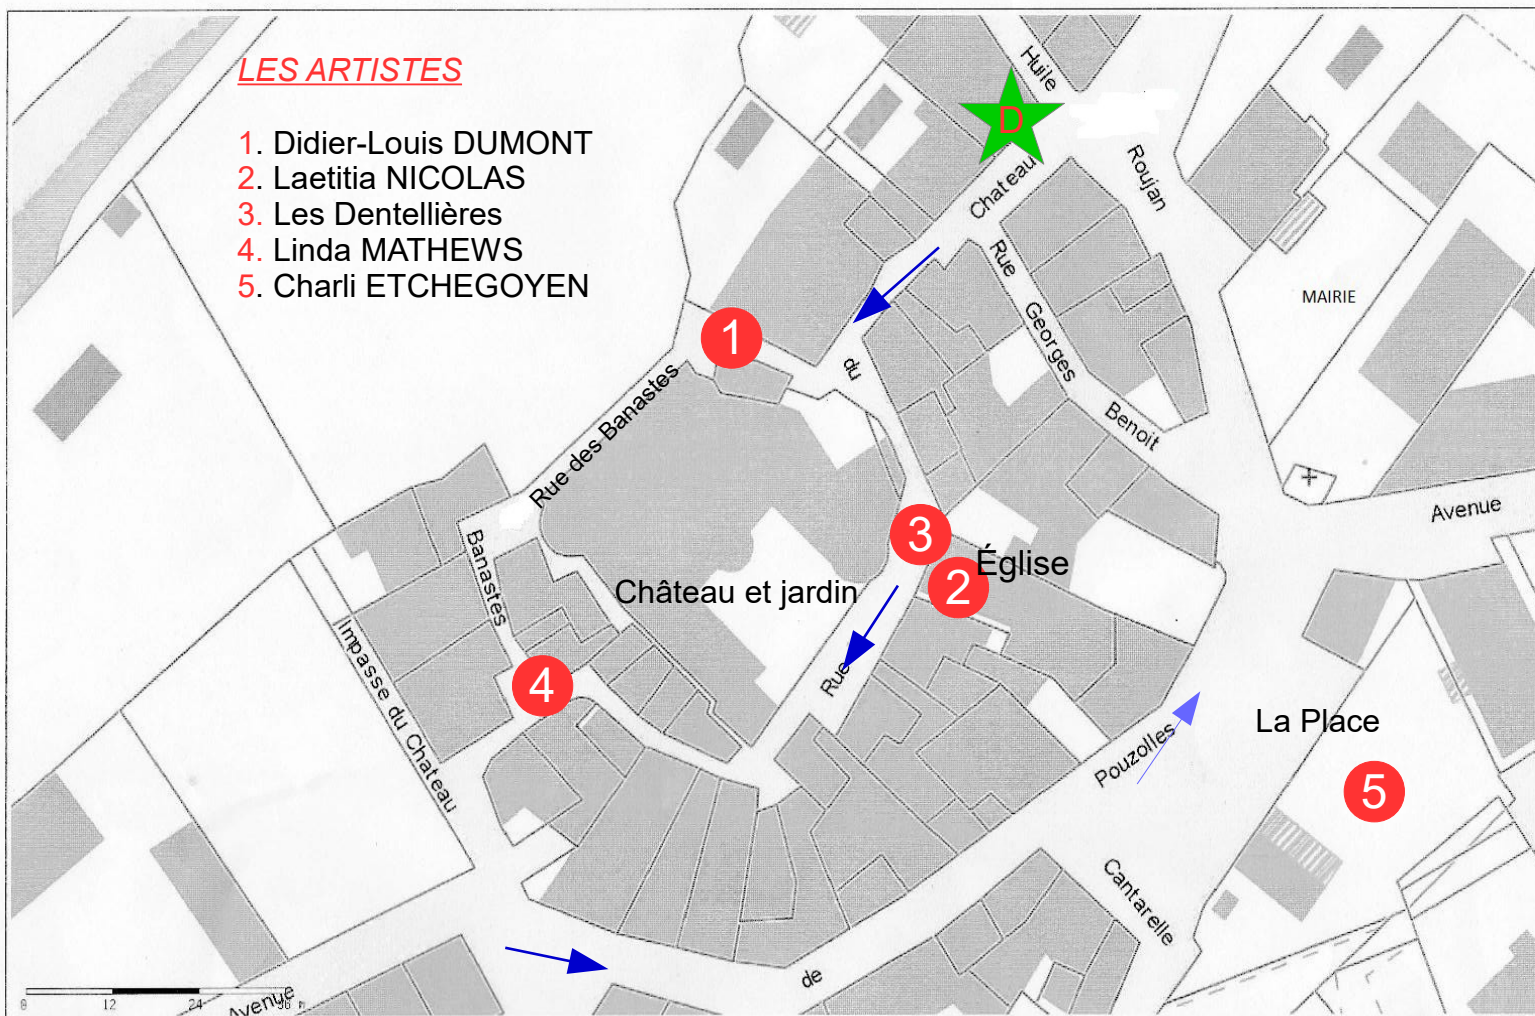 LES ARTISTES
1. Didier-Louis DUMONT
2. Laetitia NICOLAS
3. Les Dentellières
4. Linda MATHEWS
5. Charli ETCHEGOYEN
Huile
D
Chateau
Roujan
Rue
Georges
Benoit
MAIRIE
1
du
Rue des Banastes
Avenue
Banastes
3
Église
2
Château et jardin
Impasse du Chateau
4
Rue
La Place
Pouzolles
5
Cantarelle
de
Avenue
12
24